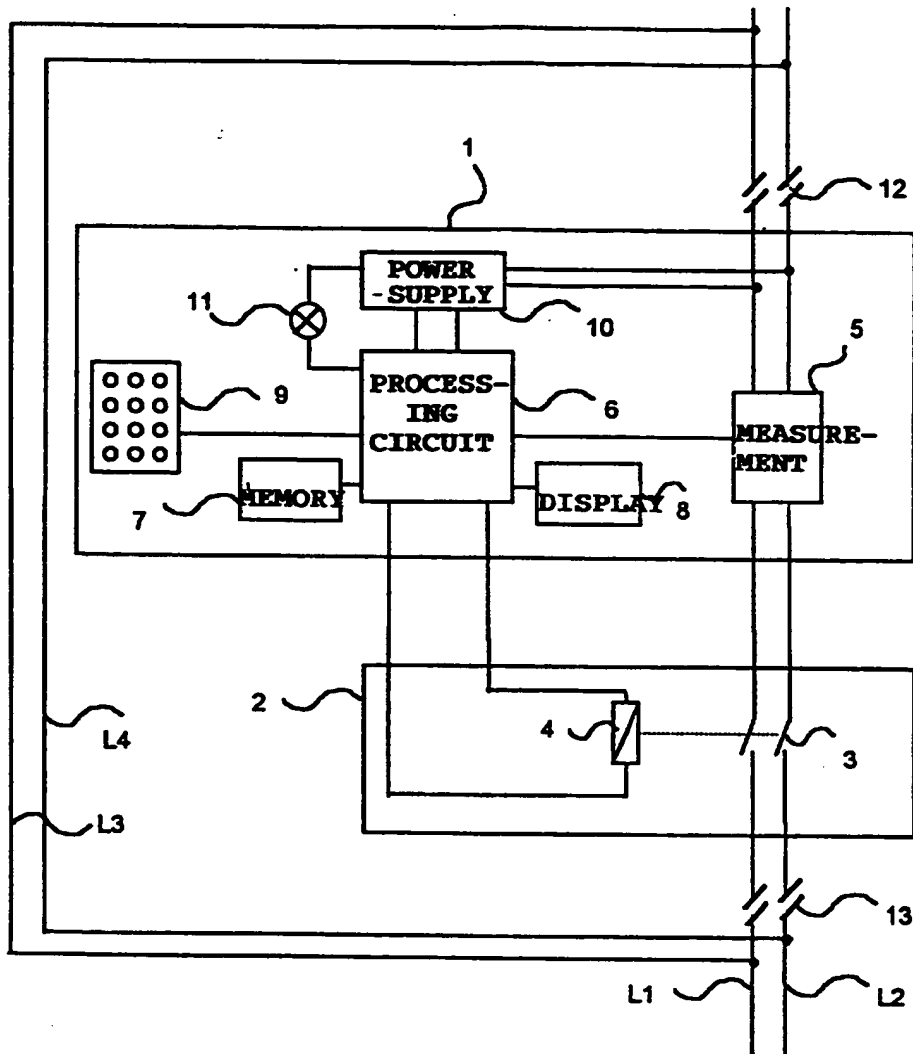 1
12
POWER
-SUPPLY
11
10
5
PROCESS-
ING
CIRCUIT
9
6
MEASURE-
MENT
MEMORY
DISPLAY
7
8
2
4
3
L4
L3
13
L1
L2